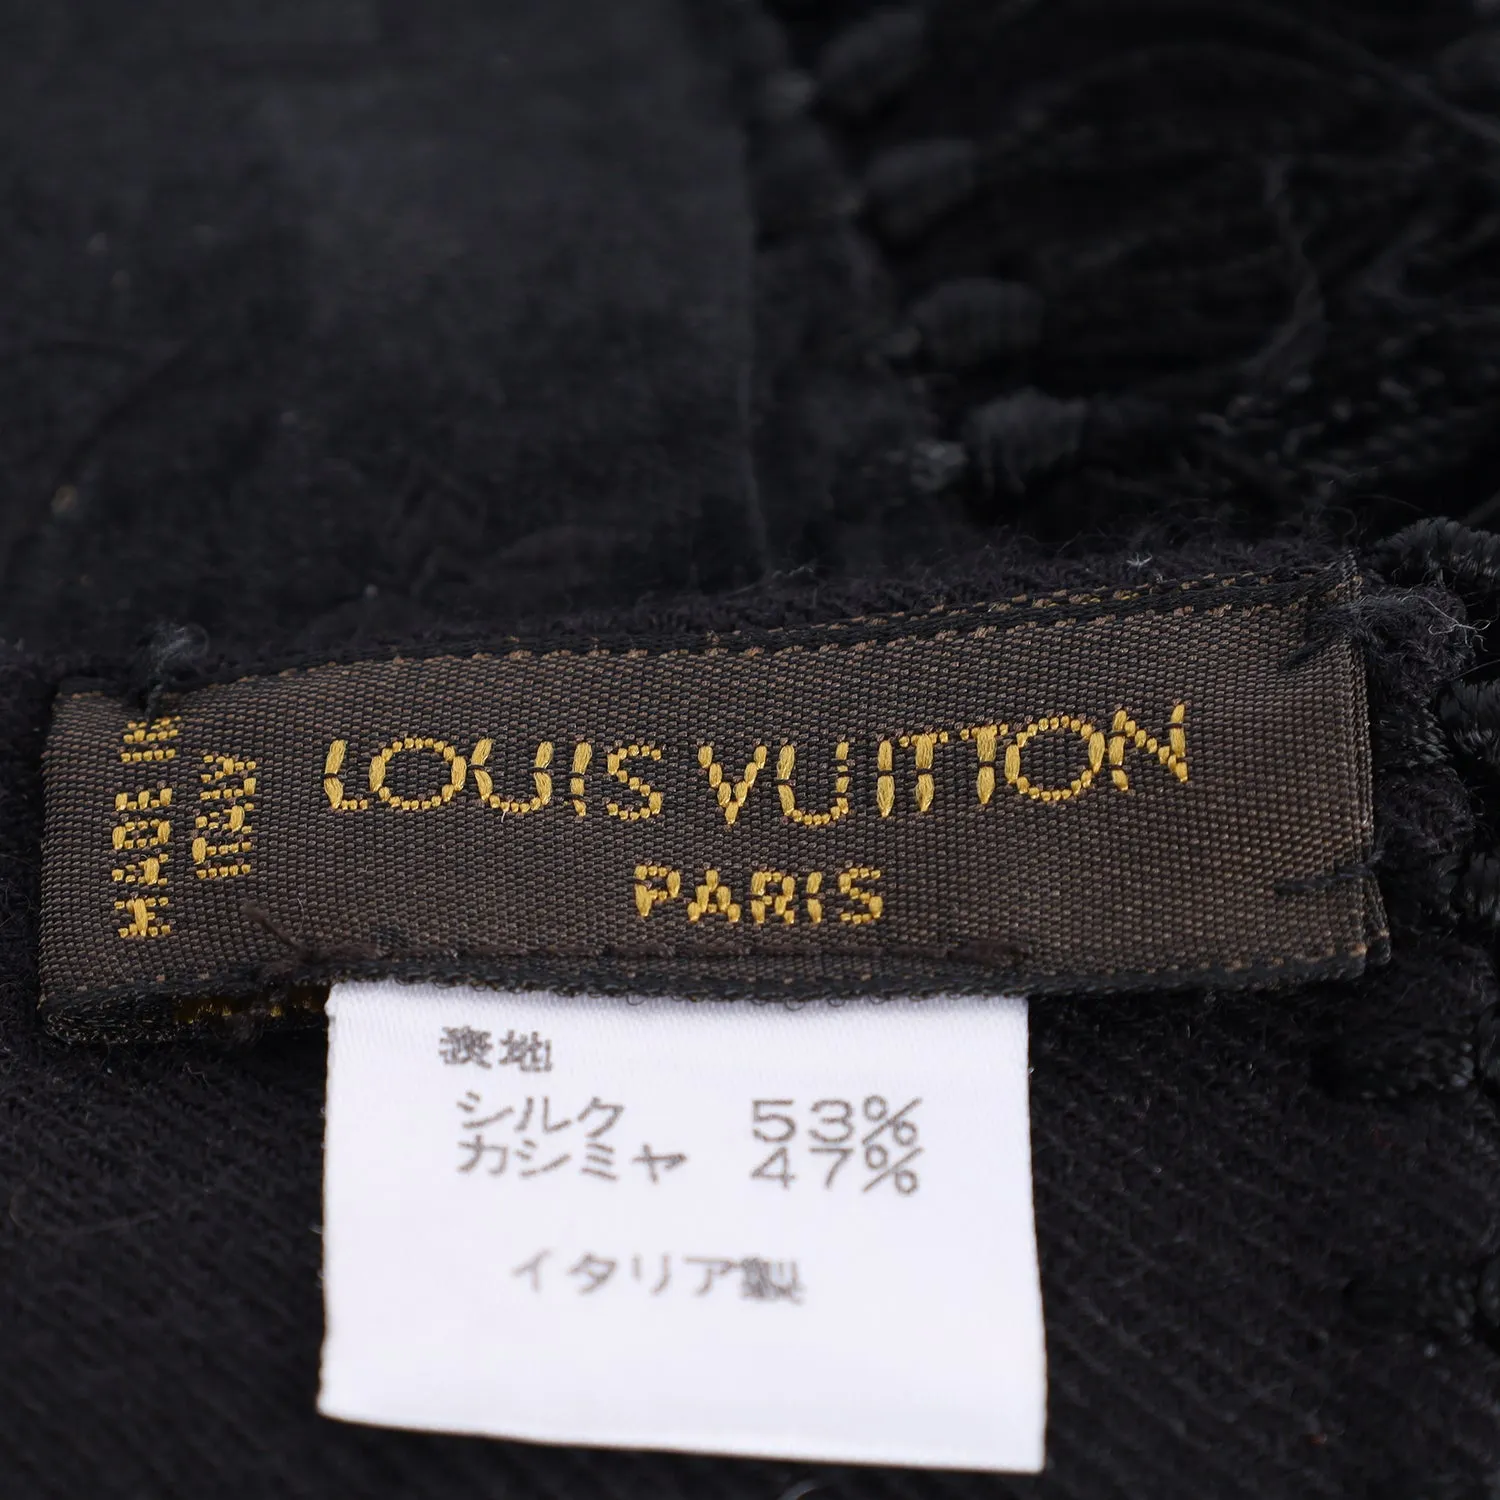 LOUIS VUITTON
PARIS
MADE IN
ITALY
表地
シルク 53%
カシミヤ 47%
イタリア製